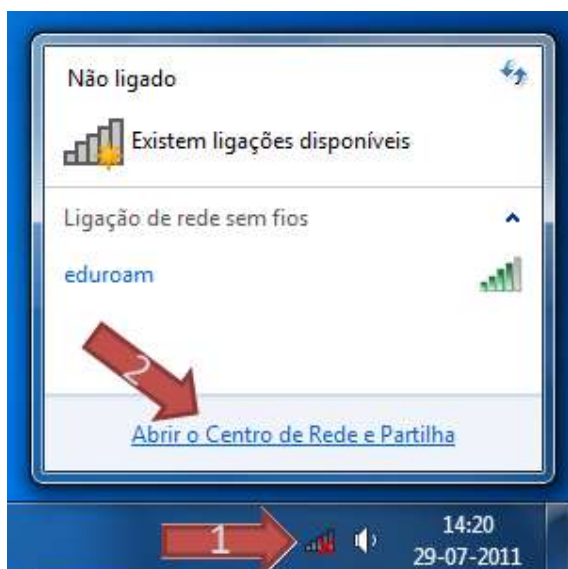 Não ligado
Existem ligações disponíveis
Ligação de rede sem fios
eduroam
2
Abrir o Centro de Rede e Partilha
1
14:20
29-07-2011